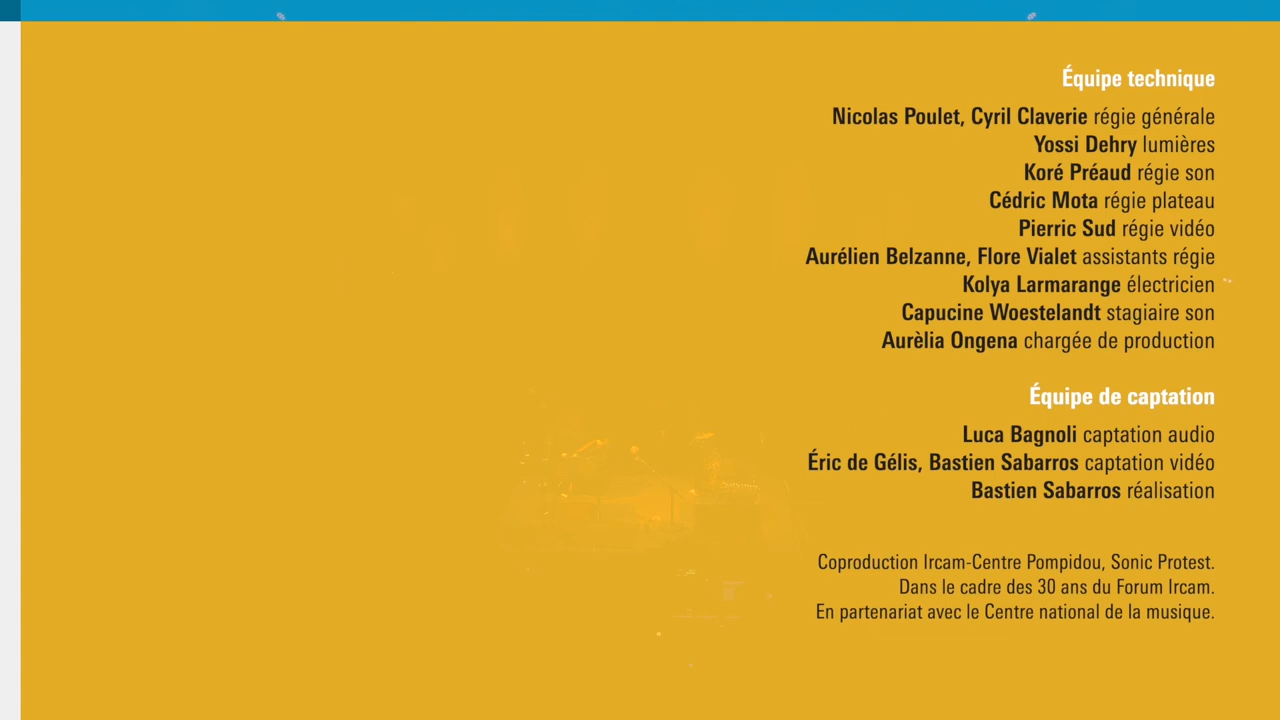 Équipe technique
Nicolas Poulet, Cyril Claverie régie générale
Yossi Dehry lumières
Koré Préaud régie son
Cédric Mota régie plateau
Pierric Sud régie vidéo
Aurélien Belzanne, Flore Vialet assistants régie
Kolya Larmarange électricien
Capucine Woestelandt stagiaire son
Aurèlia Ongena chargée de production
Équipe de captation
Luca Bagnoli captation audio
Éric de Gélis, Bastien Sabarros captation vidéo
Bastien Sabarros réalisation
Coproduction Ircam-Centre Pompidou, Sonic Protest.
Dans le cadre des 30 ans du Forum Ircam.
En partenariat avec le Centre national de la musique.